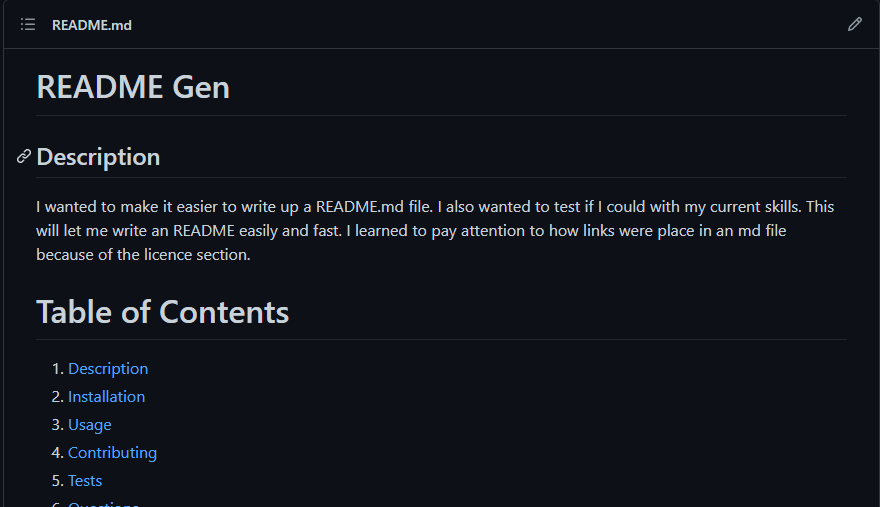 README.md
README Gen
Description
I wanted to make it easier to write up a README.md file. I also wanted to test if I could with my current skills. This
will let me write an README easily and fast. I learned to pay attention to how links were place in an md file
because of the licence section.
Table of Contents
1. Description
2. Installation
3. Usage
4. Contributing
5. Tests
6. Questions